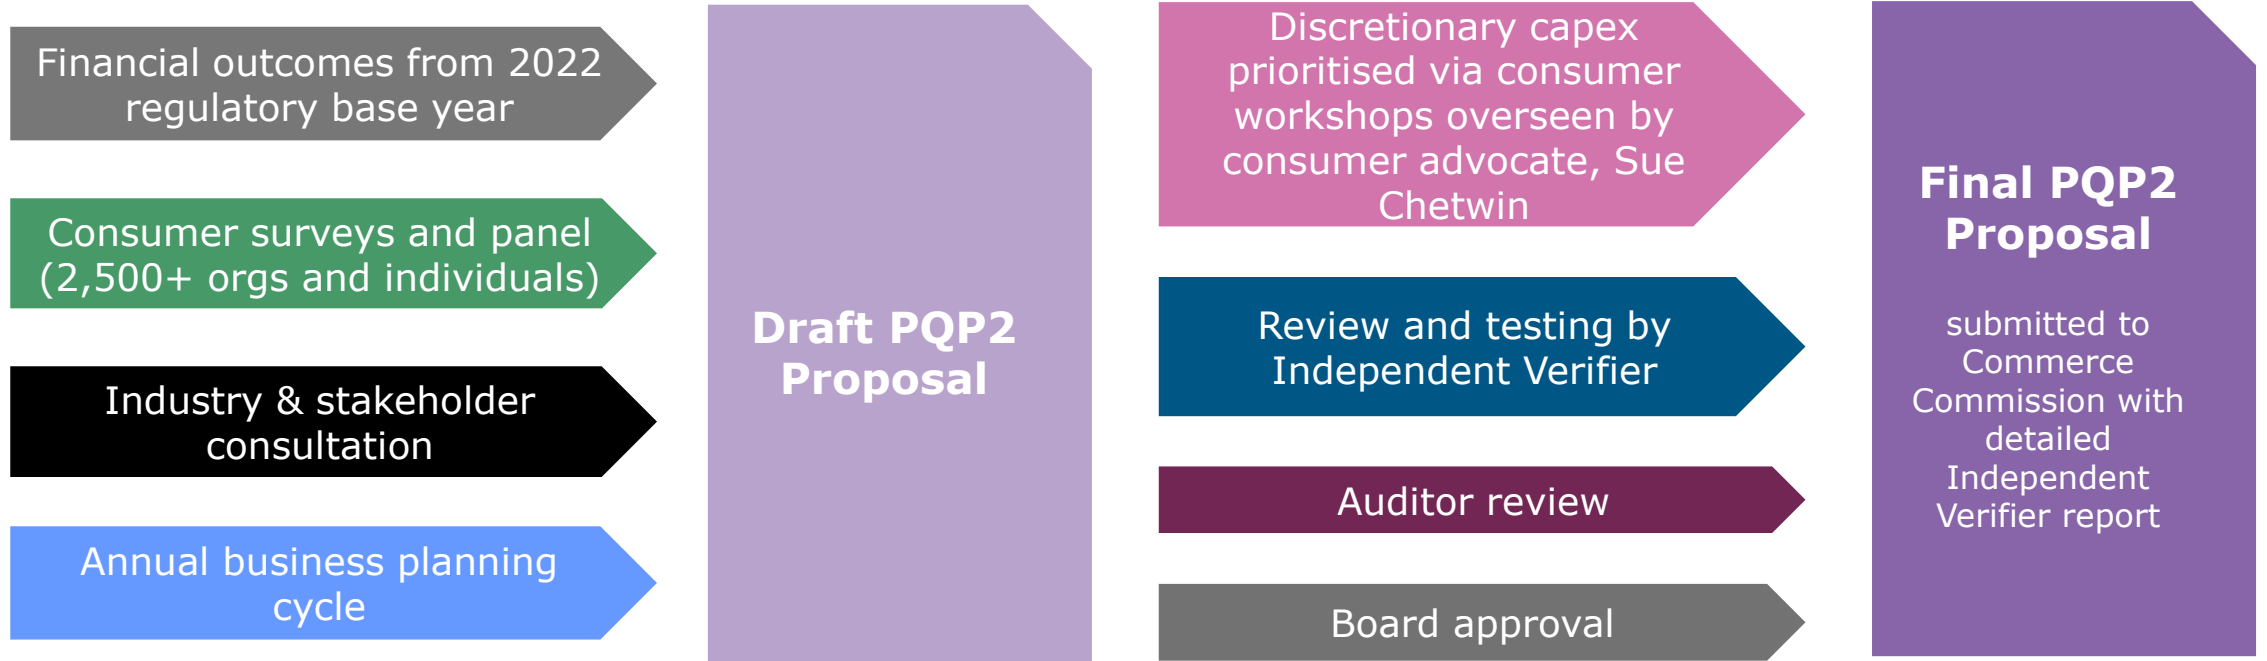 Financial outcomes from 2022
regulatory base year
Consumer surveys and panel
(2,500+ orgs and individuals)
Industry & stakeholder
consultation
Annual business planning
cycle
Draft PQP2
Proposal
Discretionary capex
prioritised via consumer
workshops overseen by
consumer advocate, Sue
Chetwin
Review and testing by
Independent Verifier
Auditor review
Board approval
Final PQP2
Proposal
submitted to
Commerce
Commission with
detailed
Independent
Verifier report